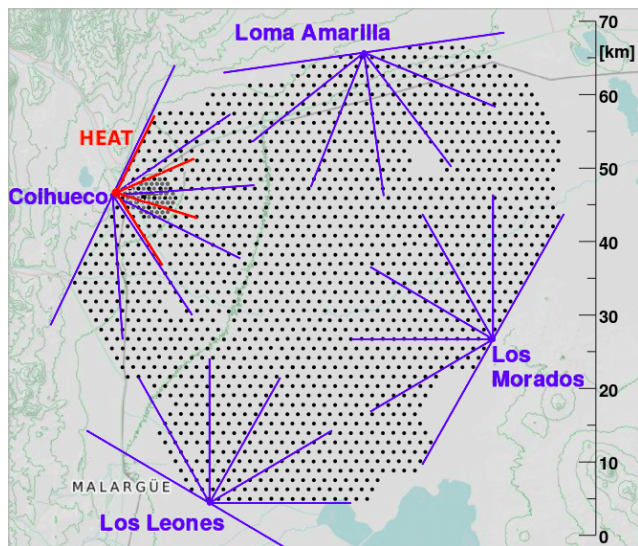 Loma Amarilla
70
[km]
60
HEAT
50
Colhueco
40
30
Los
Morados
20
10
MALARGÜE
Los Leones
0